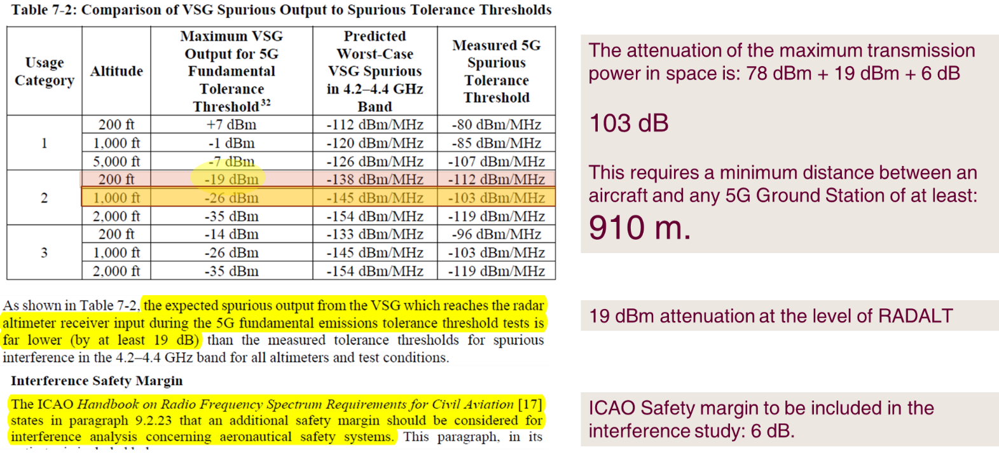 Table 7-2: Comparison of VSG Spurious Output to Spurious Tolerance Thresholds
Usage Category | Altitude | Maximum VSG Output for 5G Fundamental Tolerance Threshold32 | Predicted Worst-Case VSG Spurious in 4.2–4.4 GHz Band | Measured 5G Spurious Tolerance Threshold
1 | 200 ft | +7 dBm | -112 dBm/MHz | -80 dBm/MHz
1,000 ft | -1 dBm | -120 dBm/MHz | -85 dBm/MHz
5,000 ft | -7 dBm | -126 dBm/MHz | -107 dBm/MHz
2 | 200 ft | -19 dBm | -138 dBm/MHz | -112 dBm/MHz
1,000 ft | -26 dBm | -145 dBm/MHz | -103 dBm/MHz
2,000 ft | -35 dBm | -154 dBm/MHz | -119 dBm/MHz
3 | 200 ft | -14 dBm | -133 dBm/MHz | -96 dBm/MHz
1,000 ft | -26 dBm | -145 dBm/MHz | -103 dBm/MHz
2,000 ft | -35 dBm | -154 dBm/MHz | -119 dBm/MHz
The attenuation of the maximum transmission
power in space is: 78 dBm + 19 dBm + 6 dB
103 dB
This requires a minimum distance between an
aircraft and any 5G Ground Station of at least:
910 m.
As shown in Table 7-2, the expected spurious output from the VSG which reaches the radar
altimeter receiver input during the 5G fundamental emissions tolerance threshold tests is
far lower (by at least 19 dB) than the measured tolerance thresholds for spurious
interference in the 4.2–4.4 GHz band for all altimeters and test conditions.
19 dBm attenuation at the level of RADALT
Interference Safety Margin
The ICAO Handbook on Radio Frequency Spectrum Requirements for Civil Aviation [17]
states in paragraph 9.2.23 that an additional safety margin should be considered for
interference analysis concerning aeronautical safety systems. This paragraph, in its
ICAO Safety margin to be included in the
interference study: 6 dB.